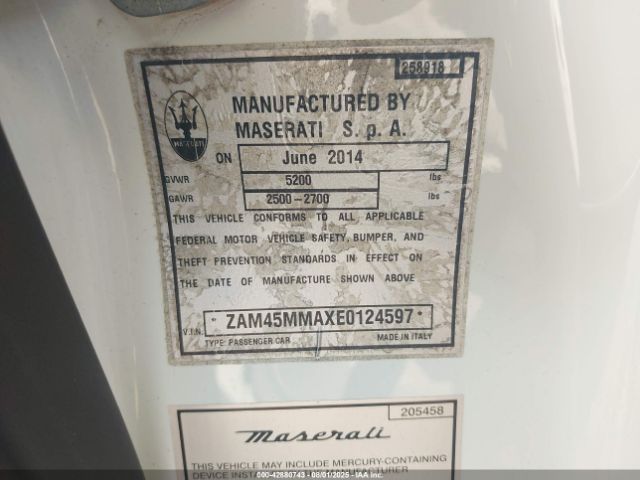 258918
MANUFACTURED BY
MASERATI S. p. A.
MASERATI
ON June 2014
GVWR 5200 lbs
GAWR 2500-2700 lbs
THIS VEHICLE CONFORMS TO ALL APPLICABLE
FEDERAL MOTOR VEHICLE SAFETY, BUMPER, AND
THEFT PREVENTION STANDARDS IN EFFECT ON
THE DATE OF MANUFACTURE SHOWN ABOVE
V.I.N. * ZAM45MMAXE0124597 *
TYPE: PASSENGER CAR MADE IN ITALY
205458
Maserati
THIS VEHICLE MAY INCLUDE MERCURY-CONTAINING
000-42880743 - 08/01/2025 - IAAI